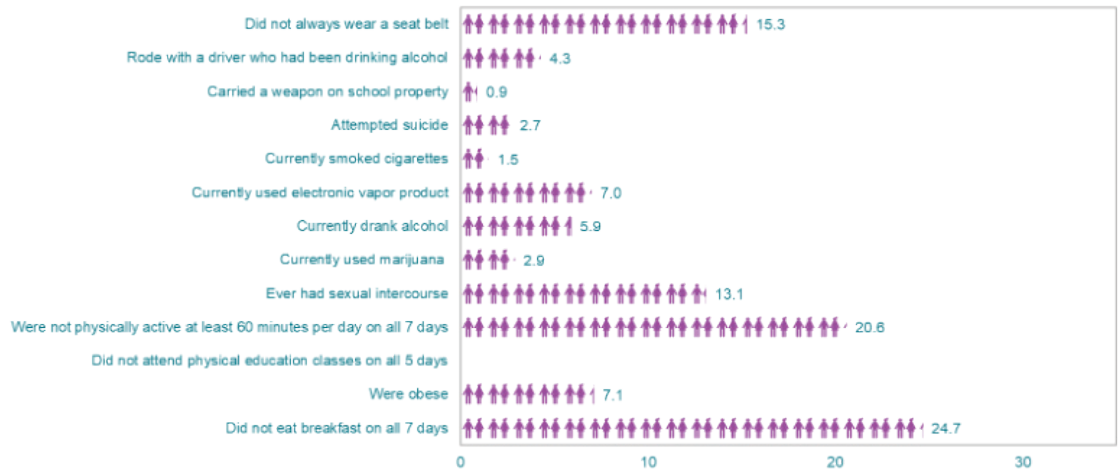 Did not always wear a seat belt 15.3
Rode with a driver who had been drinking alcohol 4.3
Carried a weapon on school property 0.9
Attempted suicide 2.7
Currently smoked cigarettes 1.5
Currently used electronic vapor product 7.0
Currently drank alcohol 5.9
Currently used marijuana 2.9
Ever had sexual intercourse 13.1
Were not physically active at least 60 minutes per day on all 7 days 20.6
Did not attend physical education classes on all 5 days
Were obese 7.1
Did not eat breakfast on all 7 days 24.7
0 10 20 30